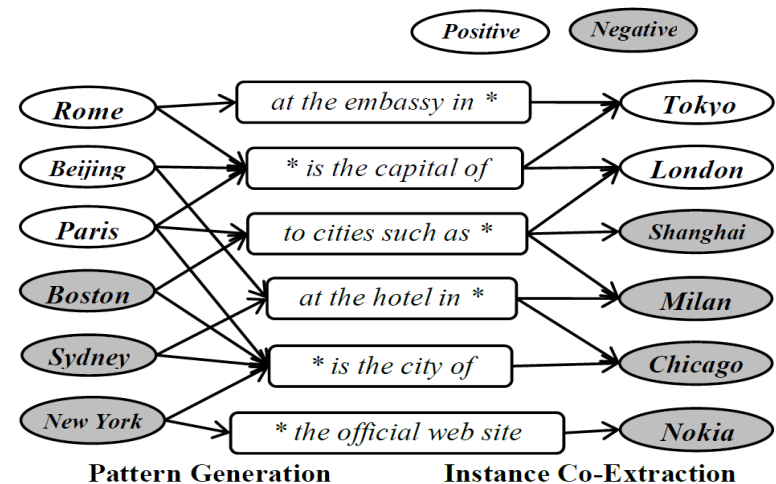 Positive
Negative
Rome
at the embassy in *
Tokyo
Beijing
* is the capital of
London
Paris
to cities such as *
Shanghai
Boston
at the hotel in *
Milan
Sydney
* is the city of
Chicago
New York
* the official web site
Nokia
Pattern Generation
Instance Co-Extraction